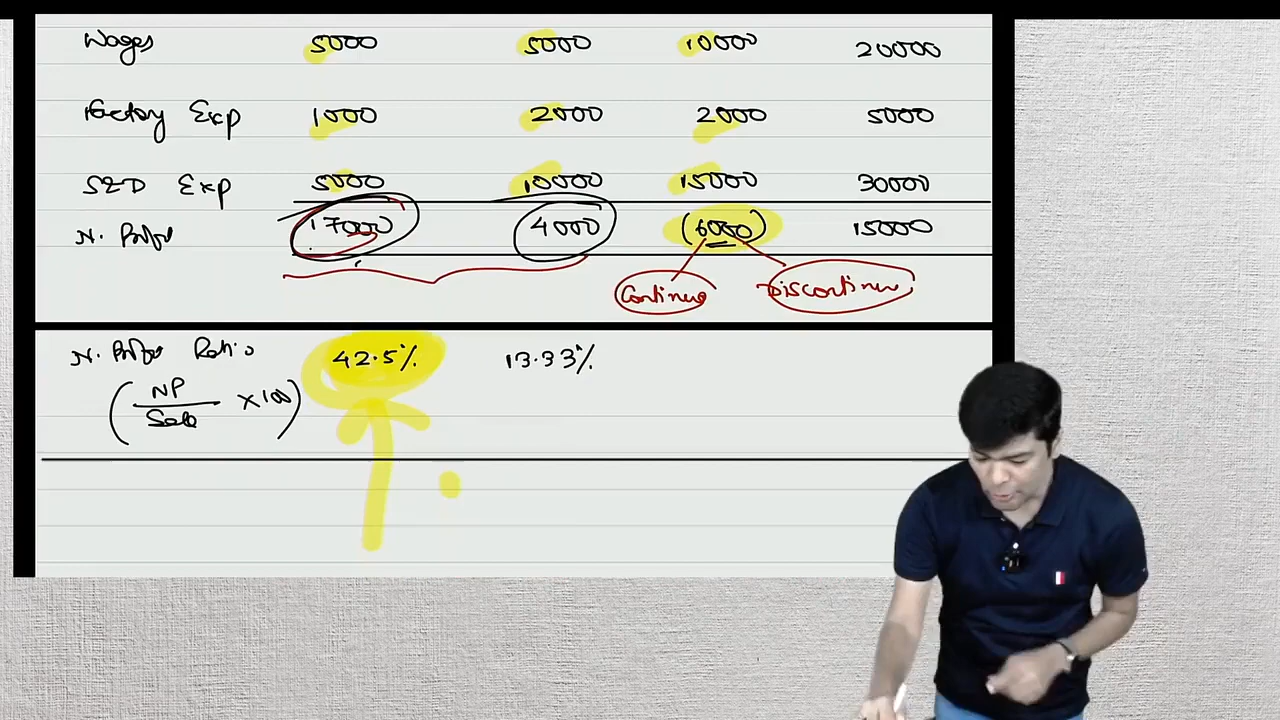 Wages 5000 5000 10000 20000
Factory Exp 1000 2000 2000 5000
S&D Exp 5000 10000 15000 30000
N. Profit 17000 4000 (6000) 15000
Continue Discontinue
N. Profit Ratio 42.5% 13.33%
(NP
Sale × 100)